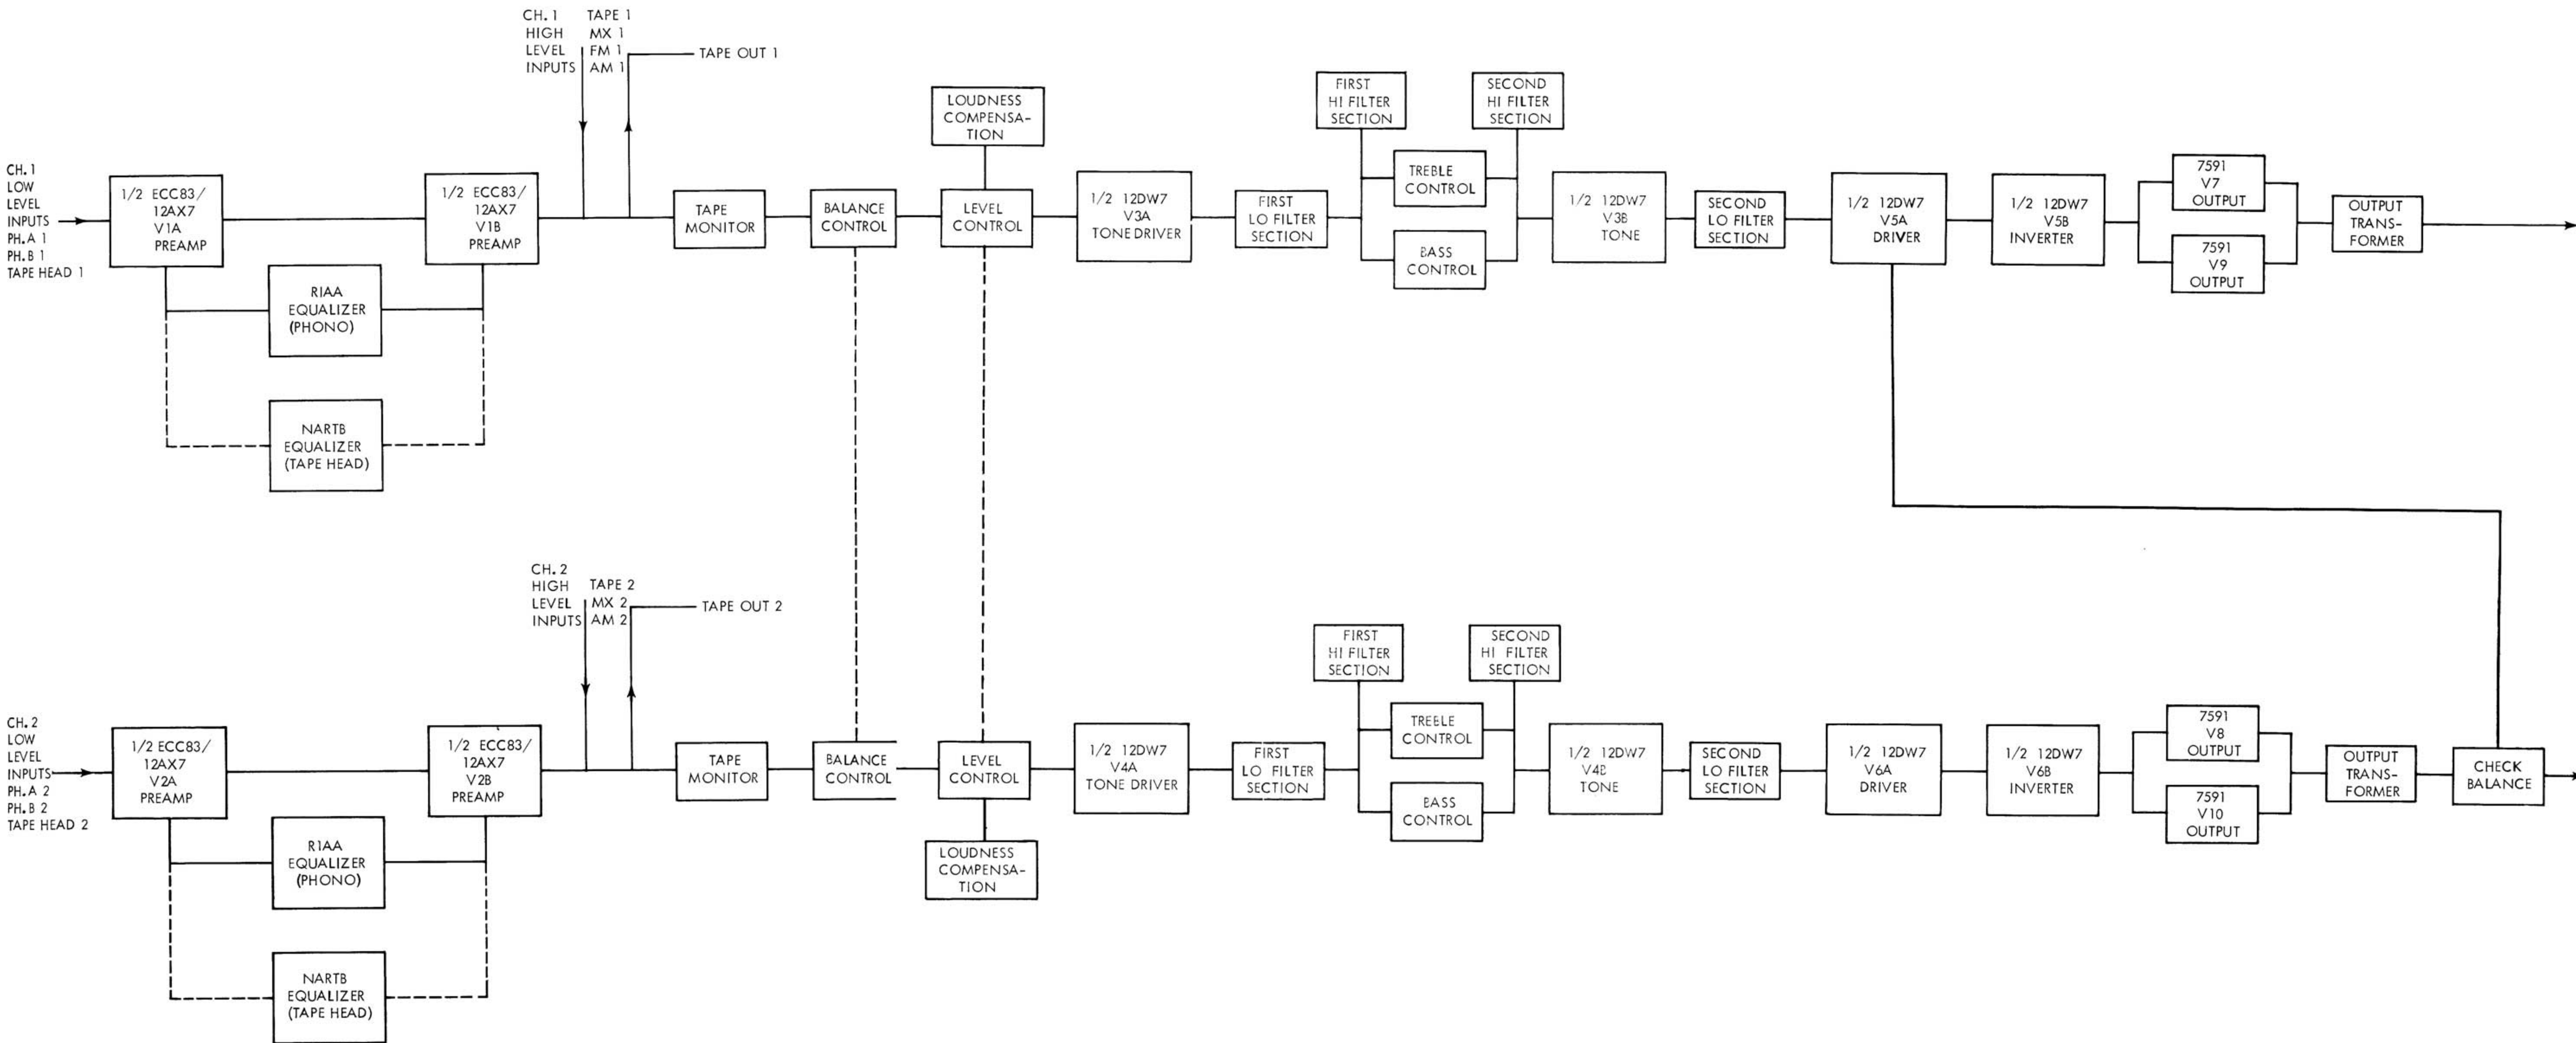 CH. 1
HIGH
LEVEL
INPUTS
TAPE 1
MX 1
FM 1
AM 1
TAPE OUT 1
CH. 1
LOW
LEVEL
INPUTS
PH. A 1
PH. B 1
TAPE HEAD 1
1/2 ECC83/
12AX7
V1A
PREAMP
1/2 ECC83/
12AX7
V1B
PREAMP
RIAA
EQUALIZER
(PHONO)
NARTB
EQUALIZER
(TAPE HEAD)
TAPE
MONITOR
BALANCE
CONTROL
LOUDNESS
COMPENSA-
TION
LEVEL
CONTROL
1/2 12DW7
V3A
TONE DRIVER
FIRST
LO FILTER
SECTION
FIRST
HI FILTER
SECTION
SECOND
HI FILTER
SECTION
TREBLE
CONTROL
BASS
CONTROL
1/2 12DW7
V3B
TONE
SECOND
LO FILTER
SECTION
1/2 12DW7
V5A
DRIVER
1/2 12DW7
V5B
INVERTER
7591
V7
OUTPUT
7591
V9
OUTPUT
OUTPUT
TRANS-
FORMER
CH. 2
HIGH
LEVEL
INPUTS
TAPE 2
MX 2
AM 2
TAPE OUT 2
CH. 2
LOW
LEVEL
INPUTS
PH. A 2
PH. B 2
TAPE HEAD 2
1/2 ECC83/
12AX7
V2A
PREAMP
1/2 ECC83/
12AX7
V2B
PREAMP
RIAA
EQUALIZER
(PHONO)
NARTB
EQUALIZER
(TAPE HEAD)
TAPE
MONITOR
BALANCE
CONTROL
LEVEL
CONTROL
LOUDNESS
COMPENSA-
TION
1/2 12DW7
V4A
TONE DRIVER
FIRST
LO FILTER
SECTION
FIRST
HI FILTER
SECTION
SECOND
HI FILTER
SECTION
TREBLE
CONTROL
BASS
CONTROL
1/2 12DW7
V4B
TONE
SECOND
LO FILTER
SECTION
1/2 12DW7
V6A
DRIVER
1/2 12DW7
V6B
INVERTER
7591
V8
OUTPUT
7591
V10
OUTPUT
OUTPUT
TRANS-
FORMER
CHECK
BALANCE